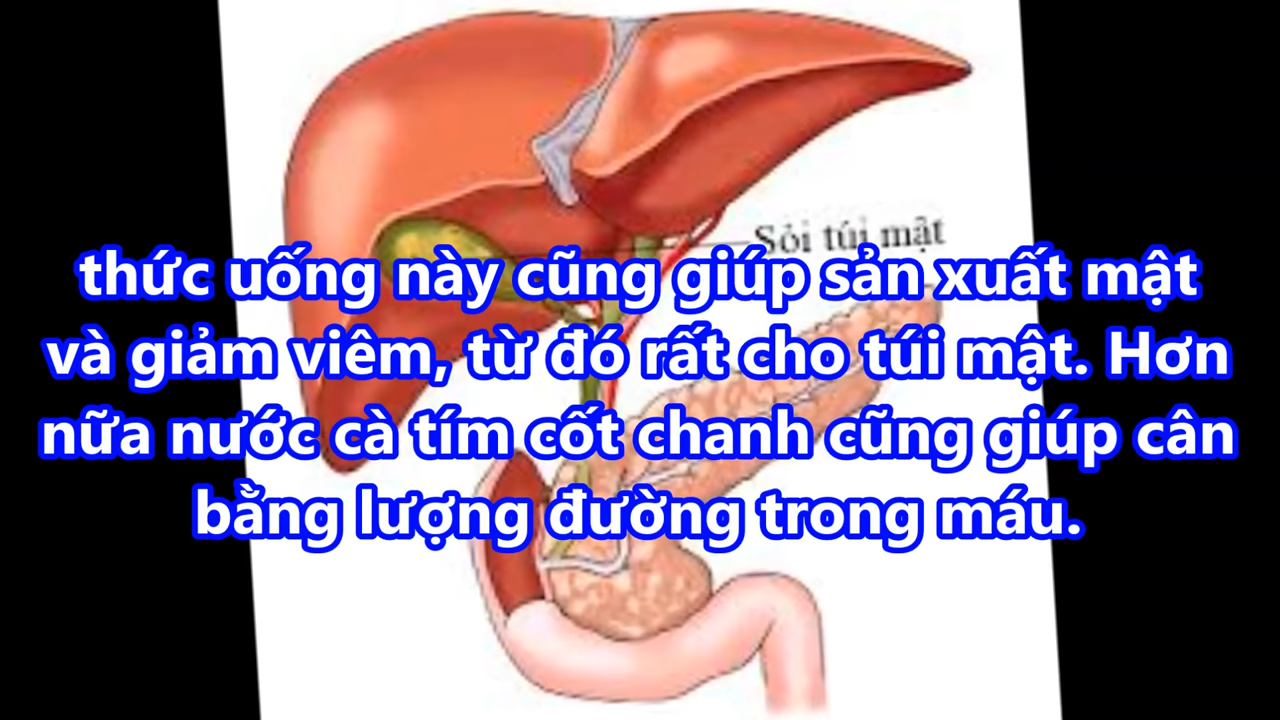 Sỏi túi mật
thức uống này cũng giúp sản xuất mật
và giảm viêm, từ đó rất cho túi mật. Hơn
nữa nước cà tím cốt chanh cũng giúp cân
bằng lượng đường trong máu.